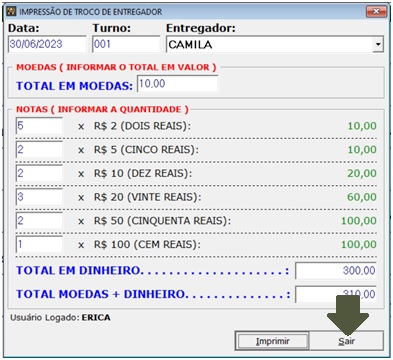 IMPRESSÃO DE TROCO DE ENTREGADOR
Data: Turno: Entregador:
30/06/2023 001 CAMILA
MOEDAS ( INFORMAR O TOTAL EM VALOR )
TOTAL EM MOEDAS: 10,00
NOTAS ( INFORMAR A QUANTIDADE )
5 x R$ 2 (DOIS REAIS): 10,00
2 x R$ 5 (CINCO REAIS): 10,00
2 x R$ 10 (DEZ REAIS): 20,00
3 x R$ 20 (VINTE REAIS): 60,00
2 x R$ 50 (CINQUENTA REAIS): 100,00
1 x R$ 100 (CEM REAIS): 100,00
TOTAL EM DINHEIRO. . . . . . . . . . . . . . . . . . . : 300,00
TOTAL MOEDAS + DINHEIRO. . . . . . . . . . . . . : 310,00
Usuário Logado: ERICA
Imprimir Sair